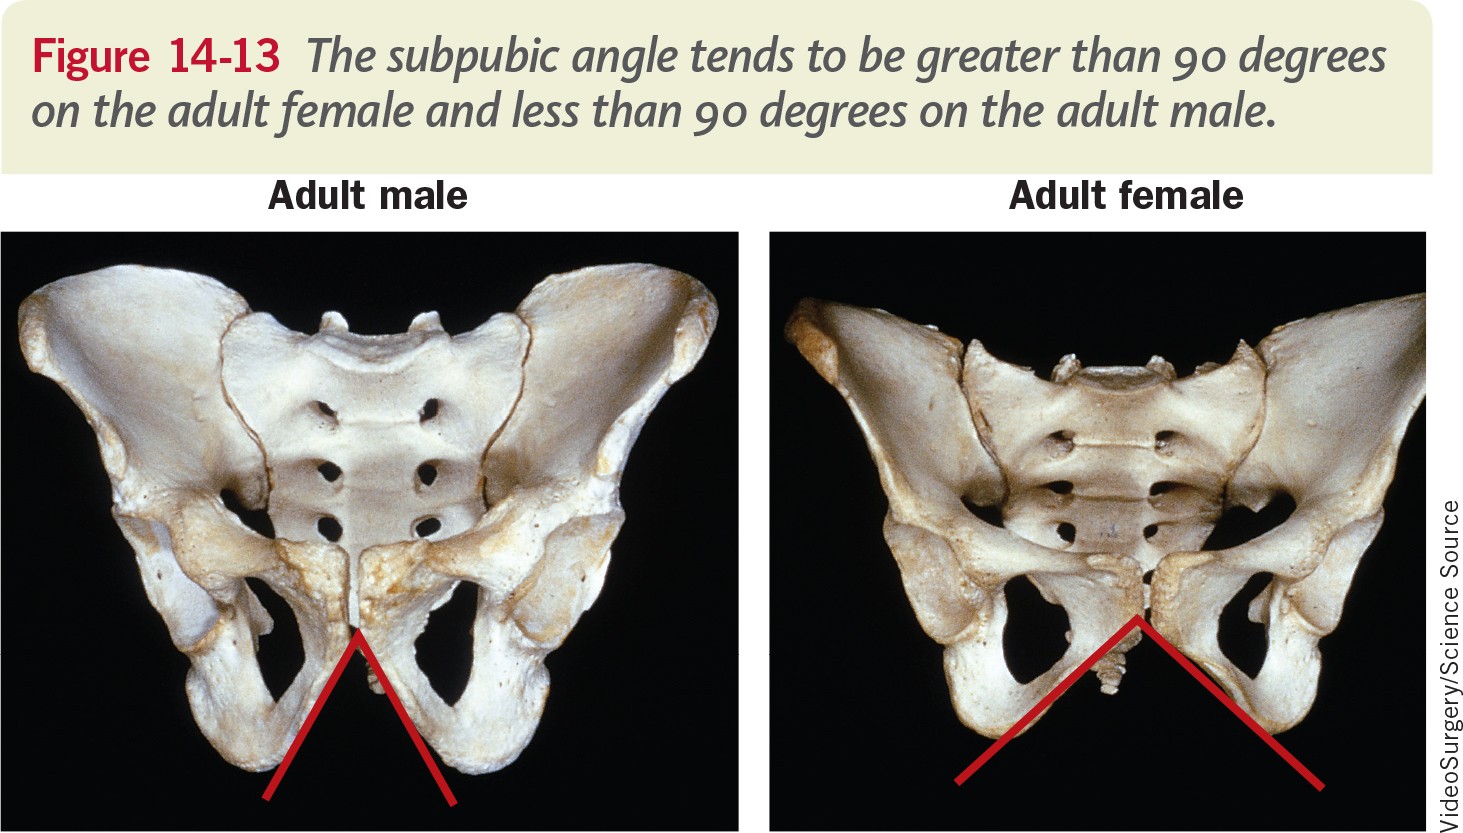 Figure 14-13 The subpubic angle tends to be greater than 90 degrees
on the adult female and less than 90 degrees on the adult male.
Adult male
Adult female
VideoSurgery/Science Source